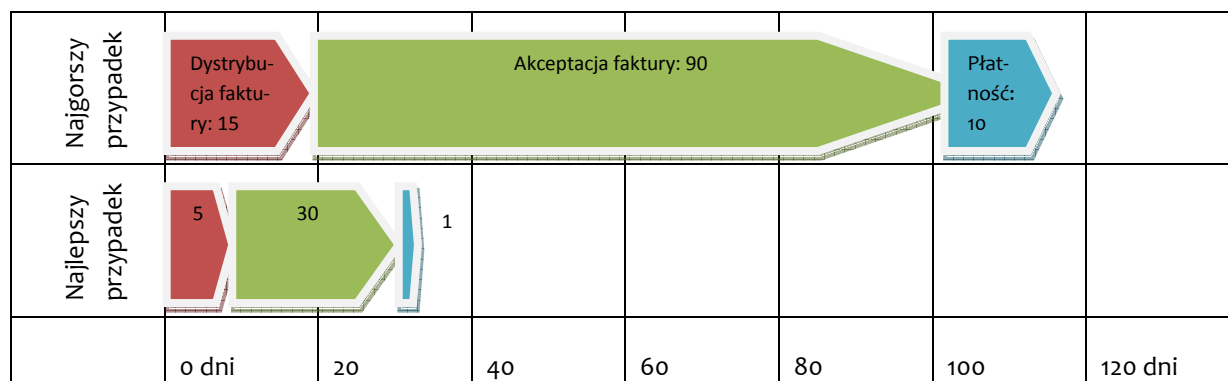 Najgorszy
przypadek
Dystrybu-
cja faktu-
ry: 15
Akceptacja faktury: 90
Płat-
ność:
10
Najlepszy
przypadek
5
30
1
0 dni
20
40
60
80
100
120 dni